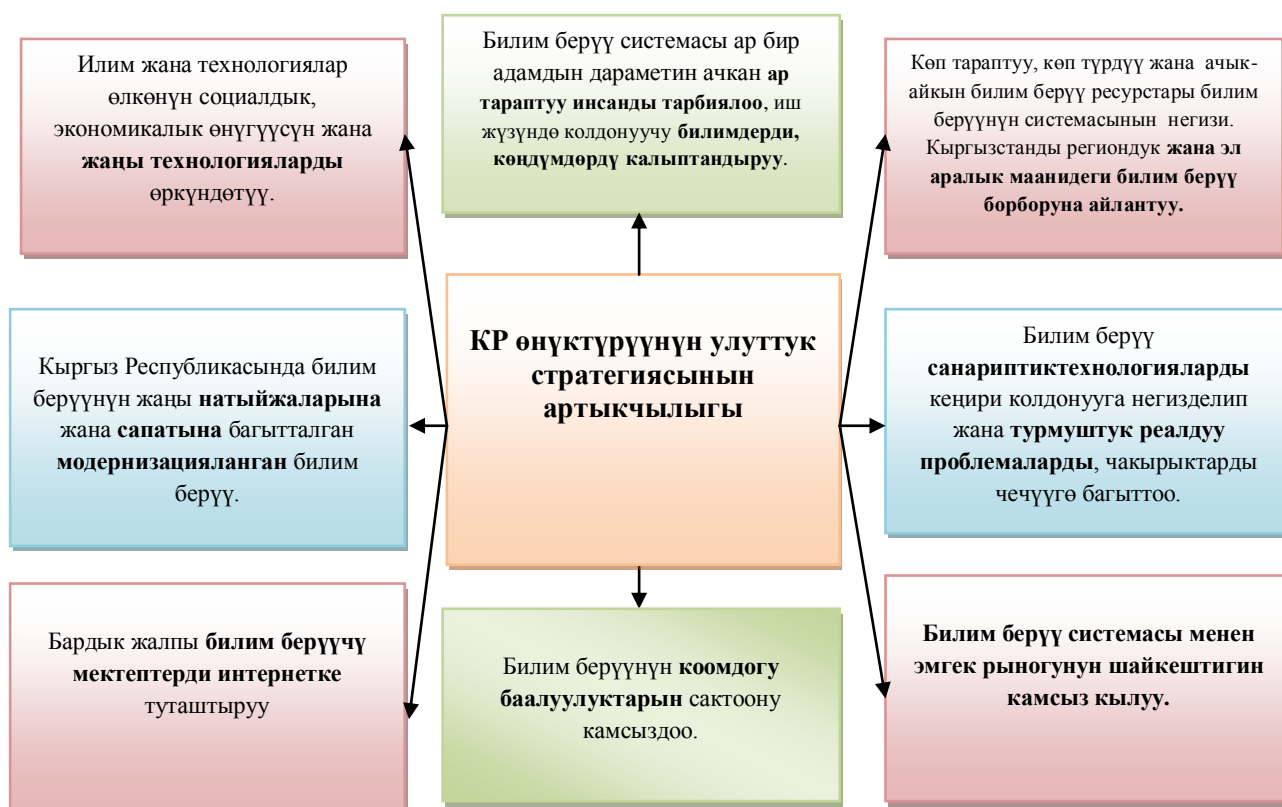 Илим жана технологиялар
өлкөнүн социалдык,
экономикалык өнүгүүсүн жана
жаңы технологияларды
өркүндөтүү.
Билим берүү системасы ар бир
адамдын дараметин ачкан ар
тараптуу инсанды тарбиялоо, иш
жүзүндө колдонуучу билимдерди,
көңдүмдөрдү калыптандыруу.
Көп тараптуу, көп түрдүү жана ачык-
айкын билим берүү ресурстары билим
берүүнүн системасынын негизи.
Кыргызстанды региондук жана эл
аралык маанидеги билим берүү
борборуна айлантуу.
Кыргыз Республикасында билим
берүүнүн жаңы натыйжаларына
жана сапатына багытталган
модернизацияланган билим
берүү.
КР өнүктүрүүнүн улуттук
стратегиясынын
артыкчылыгы
Билим берүү
санариптиктехнологияларды
кеңири колдонууга негизделип
жана турмуштук реалдуу
проблемаларды, чакырыктарды
чечүүгө багыттоо.
Бардык жалпы билим берүүчү
мектептерди интернетке
туташтыруу
Билим берүүнүн коомдогу
баалуулуктарын сактоону
камсыздоо.
Билим берүү системасы менен
эмгек рыногунун шайкештигин
камсыз кылуу.